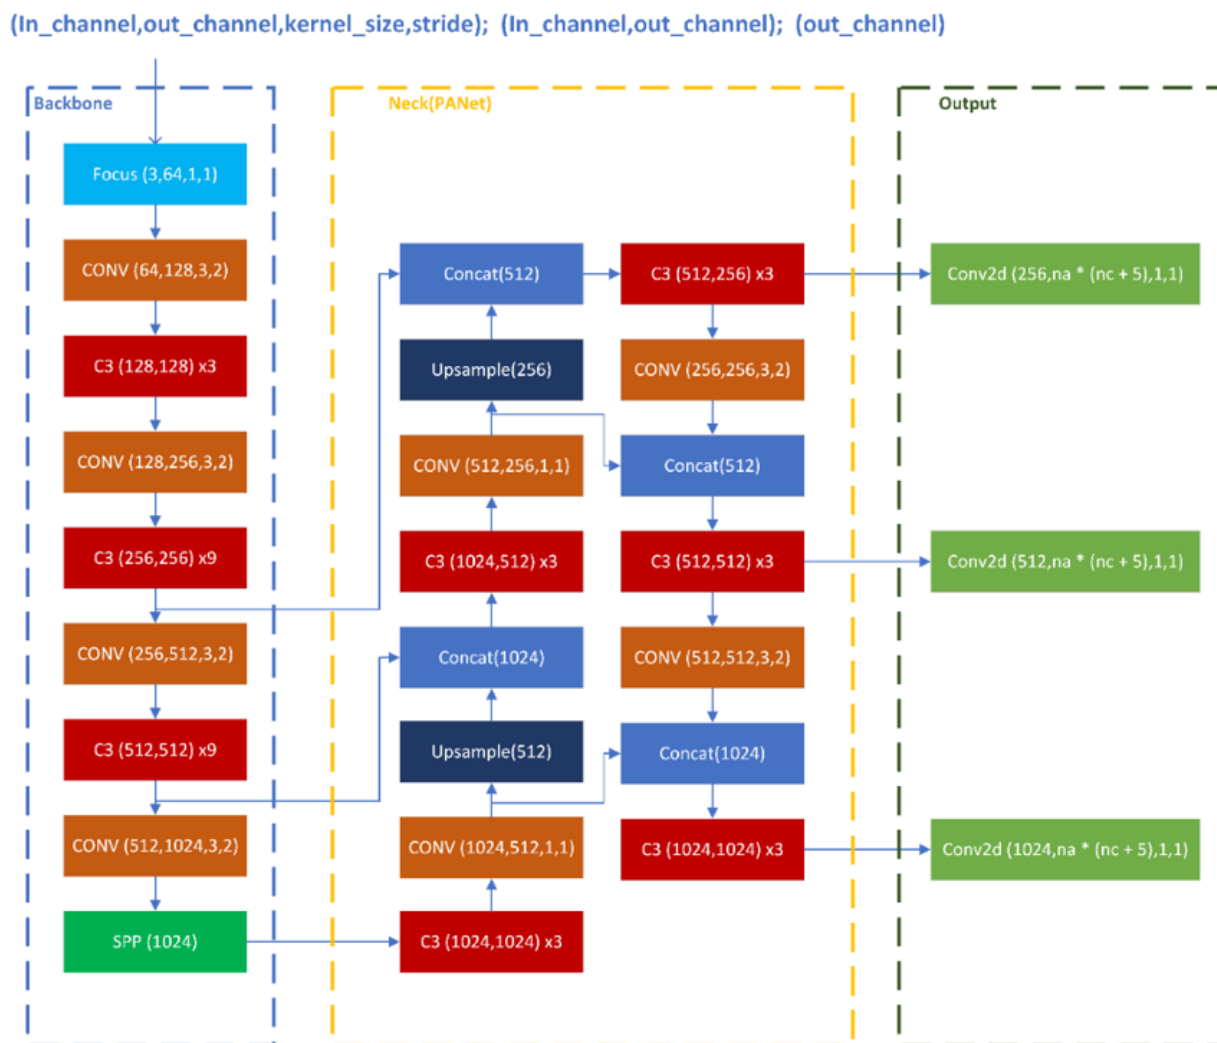 (In_channel,out_channel,kernel_size,stride); (In_channel,out_channel); (out_channel)
Backbone
Focus (3,64,1,1)
CONV (64,128,3,2)
C3 (128,128) x3
CONV (128,256,3,2)
C3 (256,256) x9
CONV (256,512,3,2)
C3 (512,512) x9
CONV (512,1024,3,2)
SPP (1024)
Neck(PANet)
Concat(512)
Upsample(256)
CONV (512,256,1,1)
C3 (1024,512) x3
Concat(1024)
Upsample(512)
CONV (1024,512,1,1)
C3 (1024,1024) x3
C3 (512,256) x3
CONV (256,256,3,2)
Concat(512)
C3 (512,512) x3
CONV (512,512,3,2)
Concat(1024)
C3 (1024,1024) x3
Output
Conv2d (256,na * (nc + 5),1,1)
Conv2d (512,na * (nc + 5),1,1)
Conv2d (1024,na * (nc + 5),1,1)